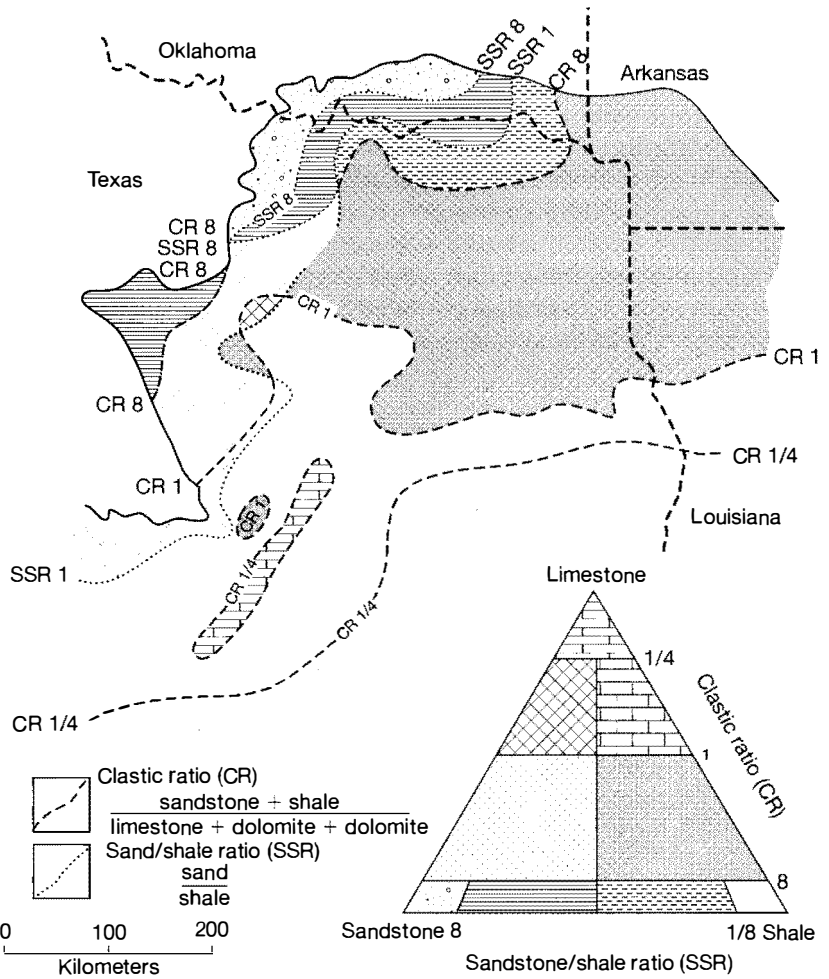 Oklahoma
SSR 8
SSR 1
CR 8
Arkansas
Texas
SSR 8
CR 8
SSR 8
CR 8
CR 1
CR 1
CR 8
CR 1
CR 1/4
CR 1
Louisiana
SSR 1
CR 1/4
CR 1/4
CR 1/4
Limestone
1/4
Clastic ratio (CR)
1
8
Sandstone 8
1/8 Shale
Sandstone/shale ratio (SSR)
Clastic ratio (CR)
sandstone + shale
limestone + dolomite + dolomite
Sand/shale ratio (SSR)
sand
shale
0 100 200
Kilometers